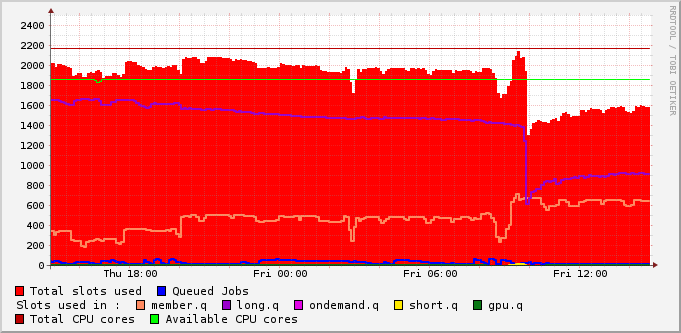 RRDTOOL / TOBI OETIKER
2400
2200
2000
1800
1600
1400
1200
1000
800
600
400
200
0
Thu 18:00 Fri 00:00 Fri 06:00 Fri 12:00
Total slots used Queued Jobs
Slots used in : member.q long.q ondemand.q short.q gpu.q
Total CPU cores Available CPU cores